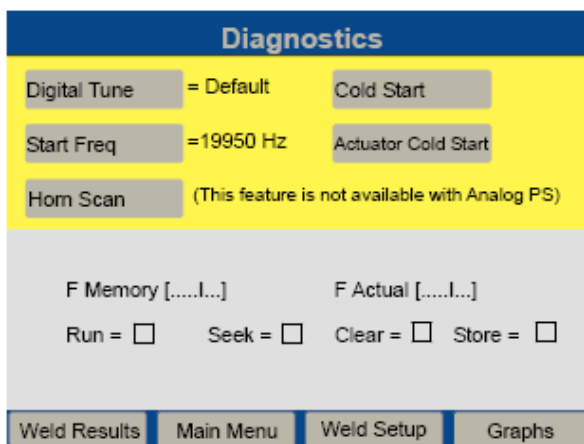 Diagnostics
Digital Tune = Default Cold Start
Start Freq =19950 Hz Actuator Cold Start
Horn Scan (This feature is not available with Analog PS)
F Memory [.....I...] F Actual [.....I...]
Run = Seek = Clear = Store =
Weld Results Main Menu Weld Setup Graphs